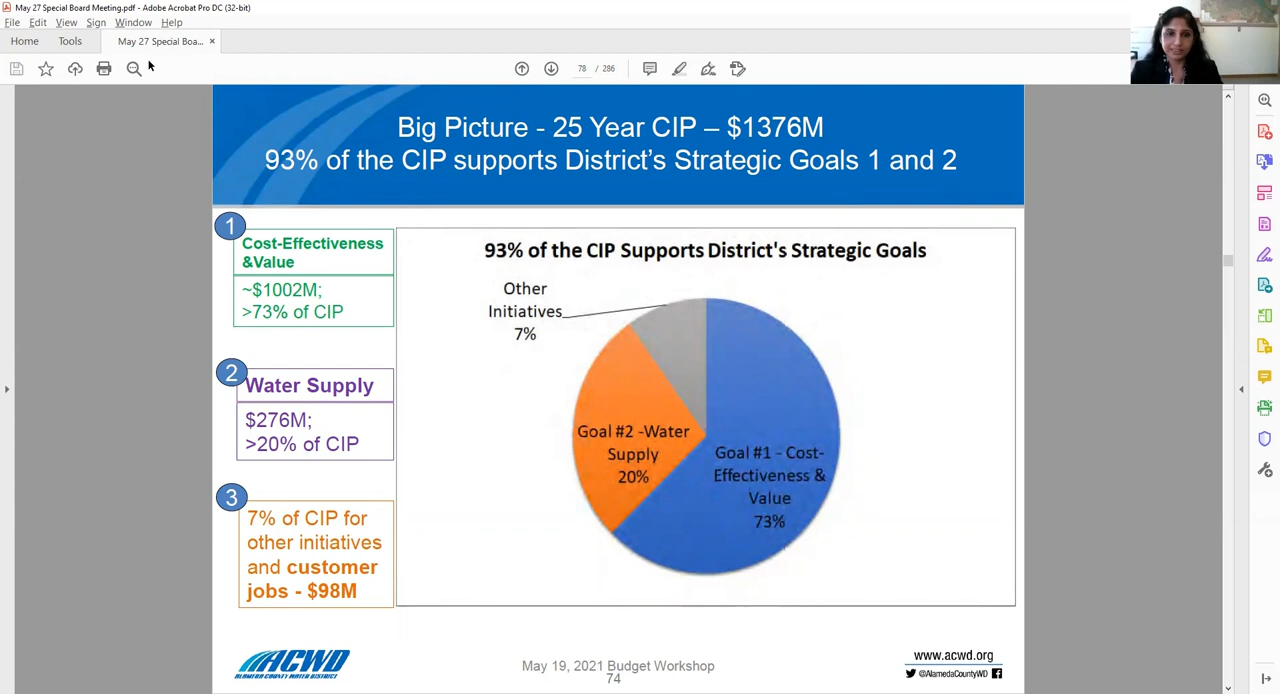 May 27 Special Board Meeting.pdf - Adobe Acrobat Pro DC (32-bit)
File Edit View Sign Window Help
Home Tools May 27 Special Boa... ×
78 / 286
Big Picture - 25 Year CIP – $1376M
93% of the CIP supports District's Strategic Goals 1 and 2
1
Cost-Effectiveness
&Value
~$1002M;
>73% of CIP
2
Water Supply
$276M;
>20% of CIP
3
7% of CIP for
other initiatives
and customer
jobs - $98M
93% of the CIP Supports District's Strategic Goals
Other
Initiatives
7%
Goal #2 -Water
Supply
20%
Goal #1 - Cost-
Effectiveness &
Value
73%
ACWD
ALAMEDA COUNTY WATER DISTRICT
May 19, 2021 Budget Workshop
74
www.acwd.org
@AlamedaCountyWD